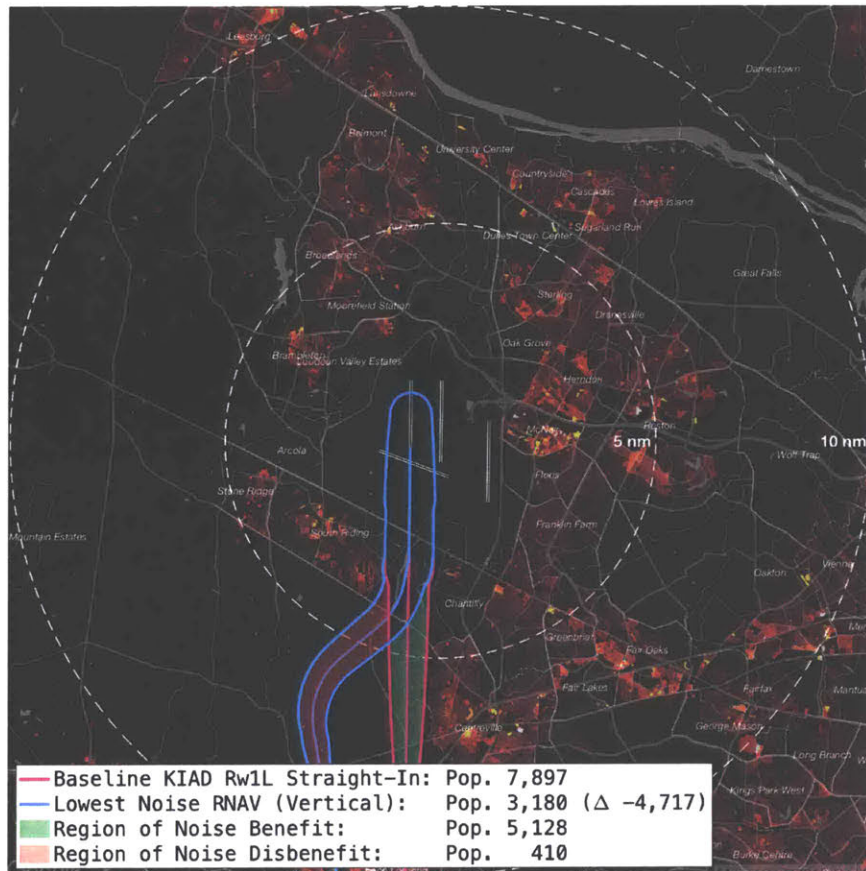 Leesburg
Lansdowne
Darnestown
Belmont
University Center
Countryside
Cascades
Lowes Island
Ashburn
Sugarland Run
Dulles Town Center
Broadlands
Great Falls
Sterling
Moorefield Station
Dranesville
Oak Grove
Brambleton
Loudoun Valley Estates
Herndon
McNair
Reston
5 nm
10 nm
Wolf Trap
Arcola
Floris
Stone Ridge
Franklin Farm
South Riding
Mountain Estates
Oakton
Chantilly
Greenbriar
Fair Oaks
Fair Lakes
Fairfax
Mantua
Centreville
George Mason
Long Branch
Kings Park West
Burke Centre
Baseline KIAD Rw1L Straight-In: Pop. 7,897
Lowest Noise RNAV (Vertical): Pop. 3,180 (Δ -4,717)
Region of Noise Benefit: Pop. 5,128
Region of Noise Disbenefit: Pop. 410